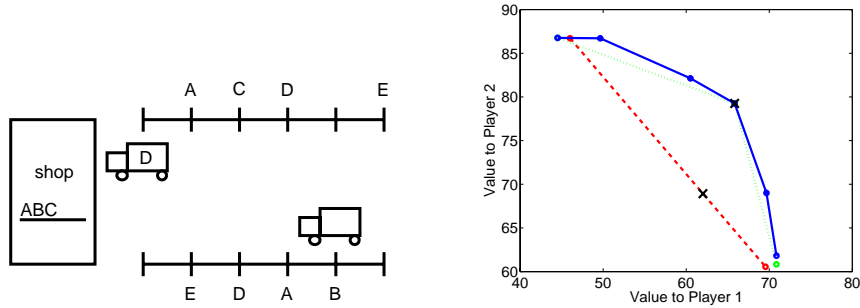 A C D E
D
shop
ABC
E D A B
90
85
80
75
70
65
60
40 50 60 70 80
Value to Player 2
Value to Player 1